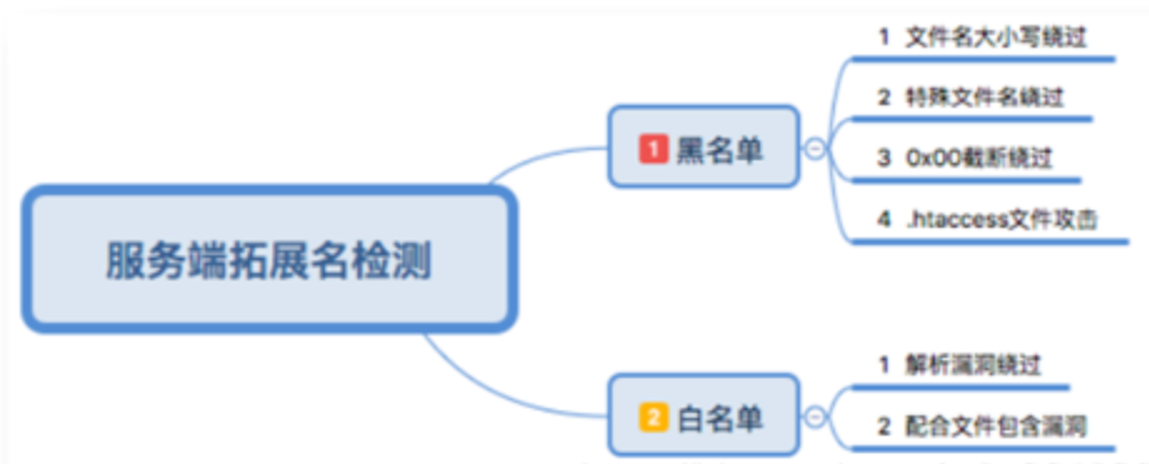 服务端拓展名检测
1 黑名单
1 文件名大小写绕过
2 特殊文件名绕过
3 0x00截断绕过
4 .htaccess文件攻击
2 白名单
1 解析漏洞绕过
2 配合文件包含漏洞